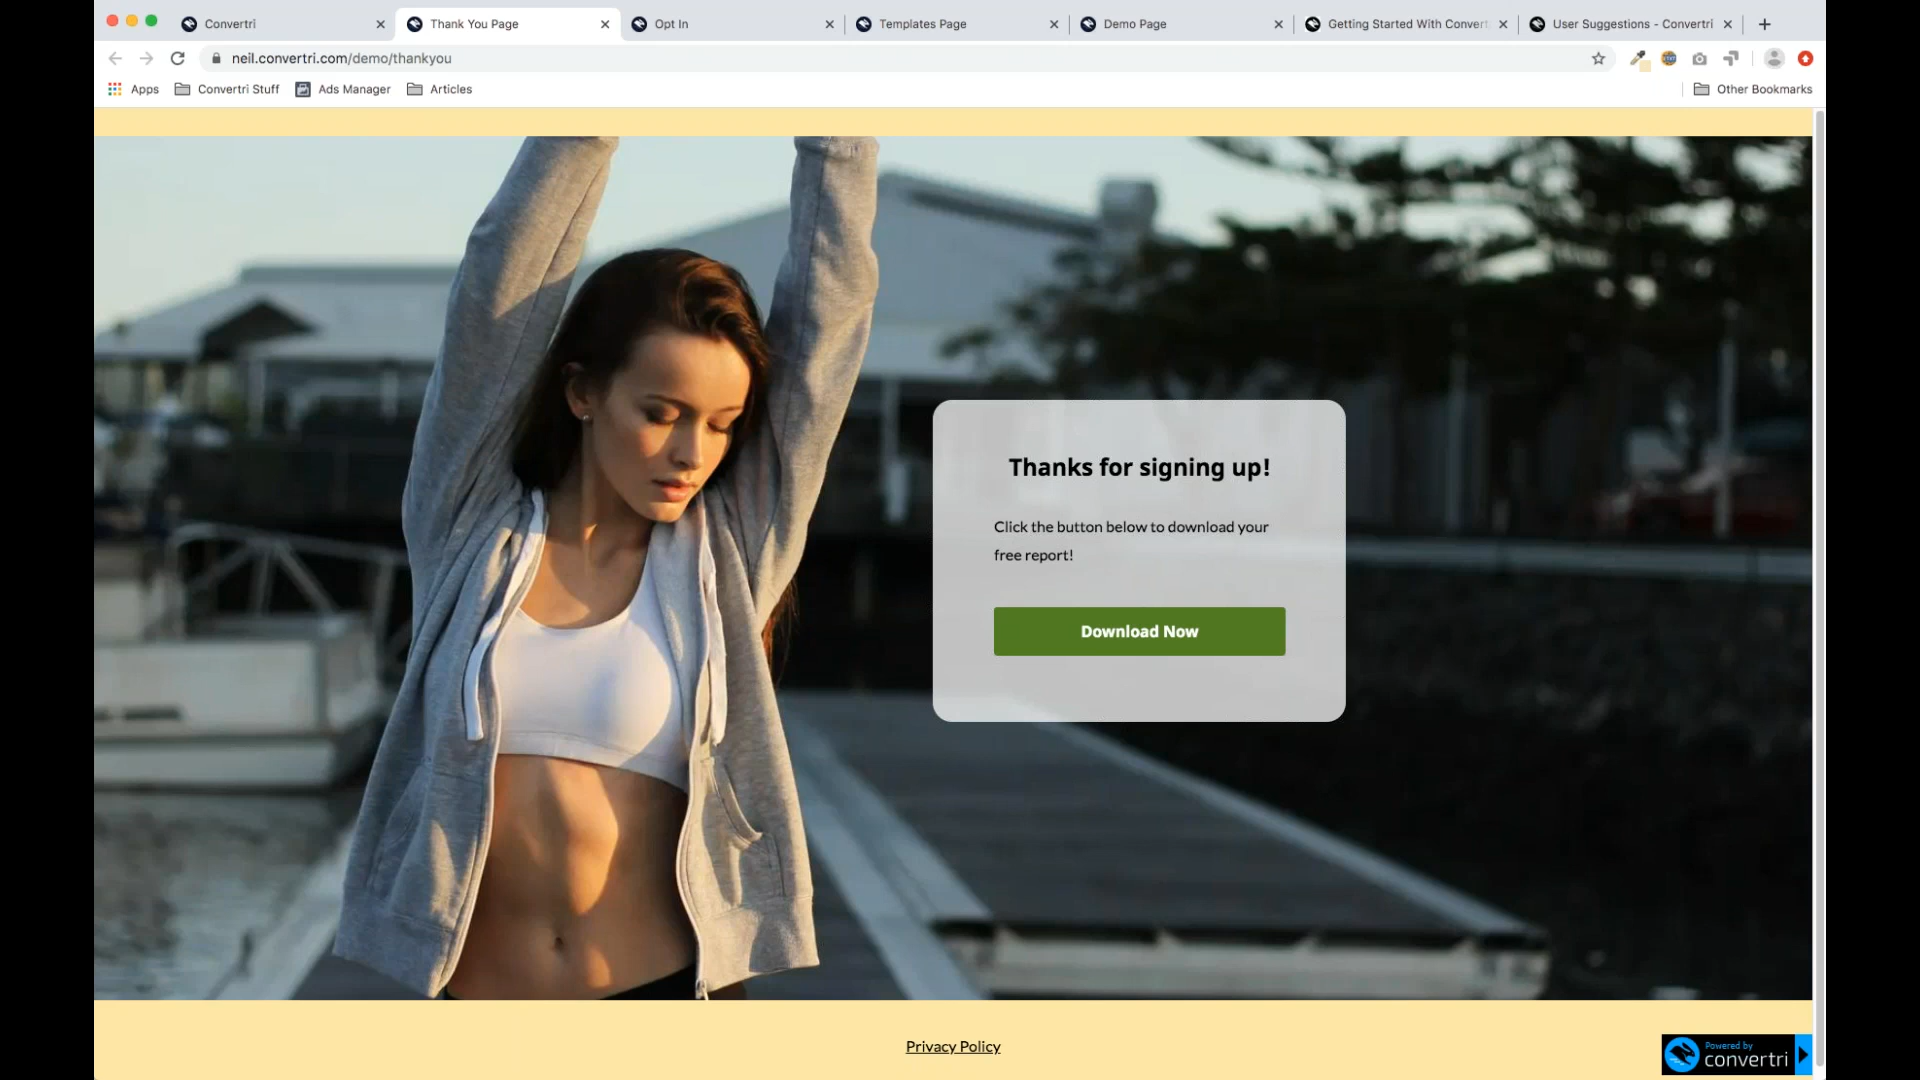 Convertri
Thank You Page
Opt In
Templates Page
Demo Page
Getting Started With Convert
User Suggestions - Convertri
neil.convertri.com/demo/thankyou
Apps
Convertri Stuff
Ads Manager
Articles
Other Bookmarks
Thanks for signing up!
Click the button below to download your
free report!
Download Now
Privacy Policy
Powered by
convertri